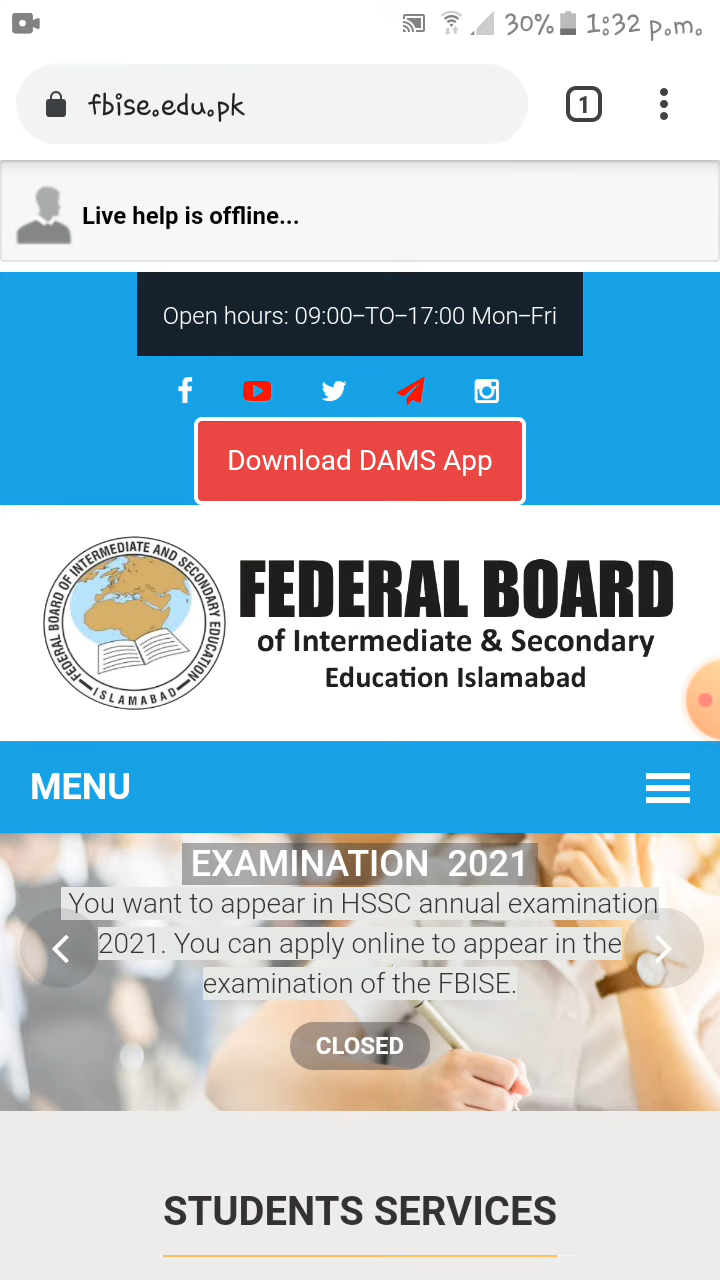 30% 1:32 p.m.
fbise.edu.pk
1
Live help is offline...
Open hours: 09:00–TO–17:00 Mon–Fri
Download DAMS App
FEDERAL BOARD OF INTERMEDIATE AND SECONDARY EDUCATION
ISLAMABAD
FEDERAL BOARD
of Intermediate & Secondary
Education Islamabad
MENU
EXAMINATION 2021
You want to appear in HSSC annual examination
2021. You can apply online to appear in the
examination of the FBISE.
CLOSED
STUDENTS SERVICES